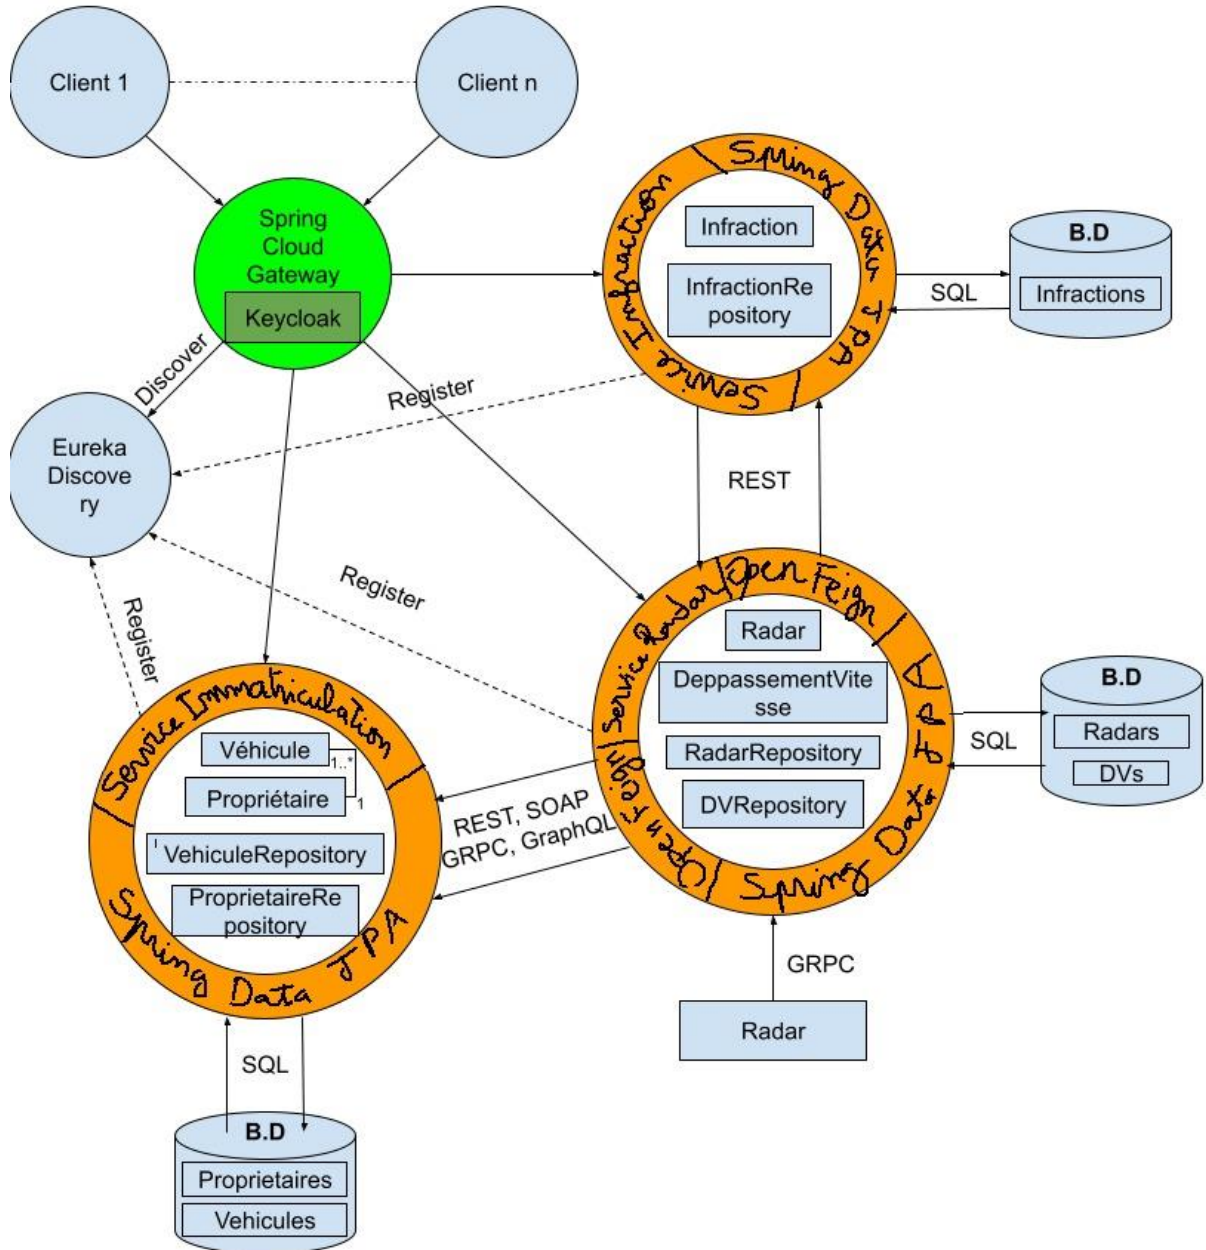 Client 1
Client n
Spring
Cloud
Gateway
Keycloak
Discover
Eureka
Discove
ry
Register
Register
Register
Service Infraction
Spring Data JPA
Infraction
InfractionRe
pository
SQL
B.D
Infractions
REST
Service Radar
Open Feign
Spring Data JPA
Open Feign
Radar
DeppassementVite
sse
RadarRepository
DVRepository
SQL
B.D
Radars
DVs
REST, SOAP
GRPC, GraphQL
GRPC
Radar
Service Immatriculation
Spring Data JPA
Véhicule
1..*
Propriétaire
1
VehiculeRepository
ProprietaireRe
pository
SQL
B.D
Proprietaires
Vehicules